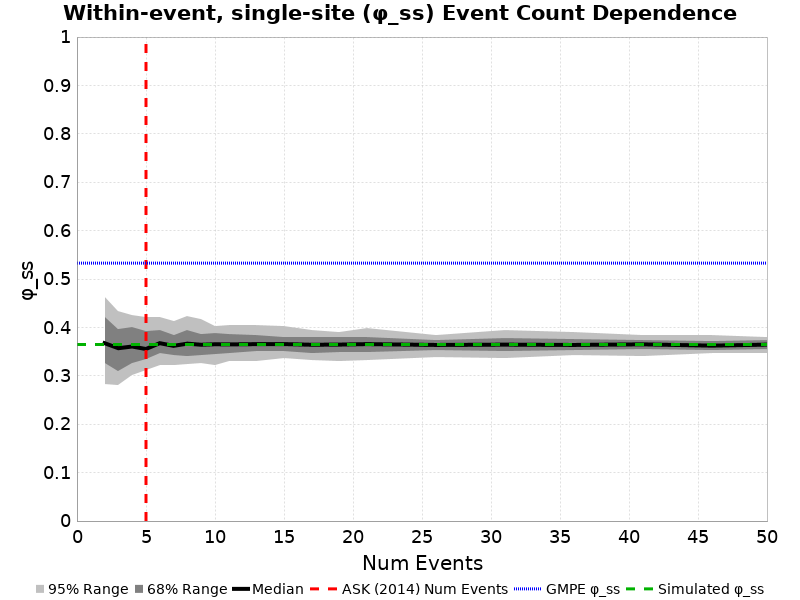 Within-event, single-site (φ_ss) Event Count Dependence
1
0.9
0.8
0.7
0.6
0.5
0.4
0.3
0.2
0.1
0
φ_ss
0 5 10 15 20 25 30 35 40 45 50
Num Events
95% Range 68% Range Median ASK (2014) Num Events GMPE φ_ss Simulated φ_ss